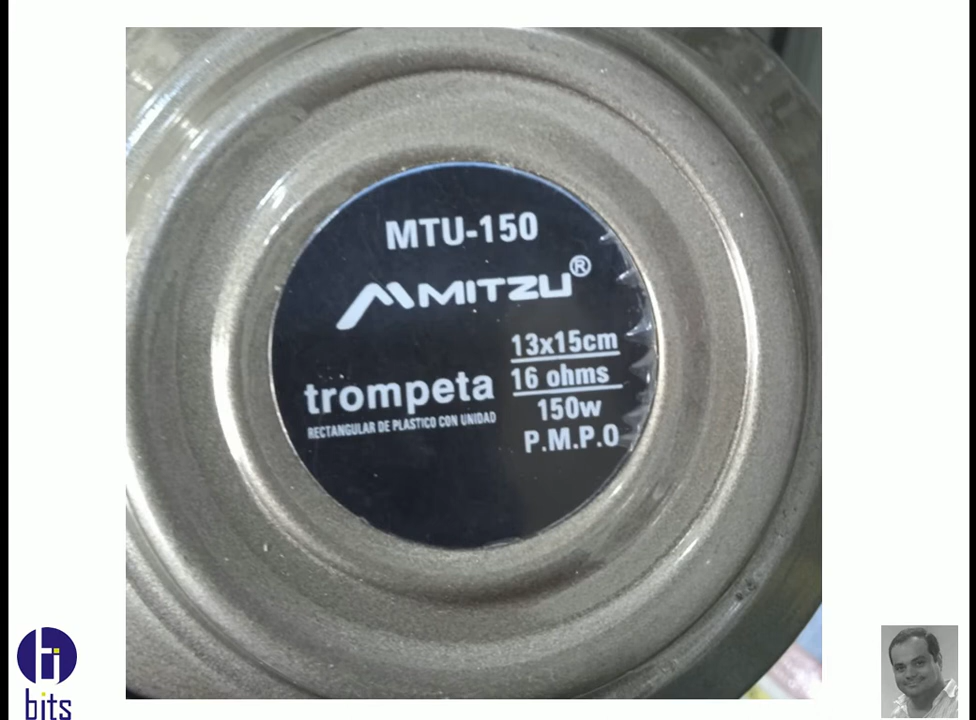 MTU-150
MITZU®
trompeta
RECTANGULAR DE PLASTICO CON UNIDAD
13x15cm
16 ohms
150w
P.M.P.O
bits